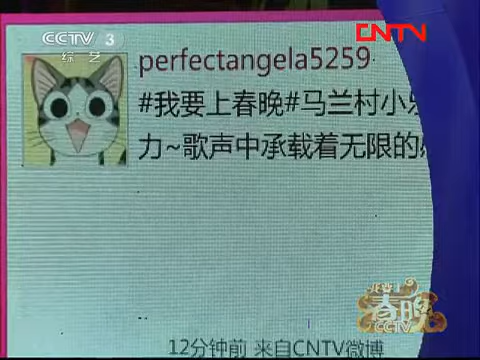 CCTV 3
综艺
CNTN
perfectangela5259
#我要上春晚#马兰村小
力~歌声中承载着无限的
我要上
春晚
CCTV
12分钟前 来自CNTV微博